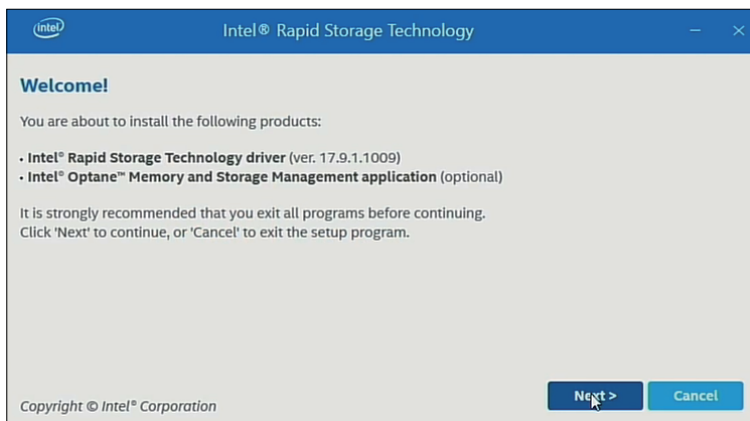 intel
Intel® Rapid Storage Technology
Welcome!
You are about to install the following products:
• Intel® Rapid Storage Technology driver (ver. 17.9.1.1009)
• Intel® Optane™ Memory and Storage Management application (optional)
It is strongly recommended that you exit all programs before continuing.
Click 'Next' to continue, or 'Cancel' to exit the setup program.
Next >
Cancel
Copyright © Intel® Corporation